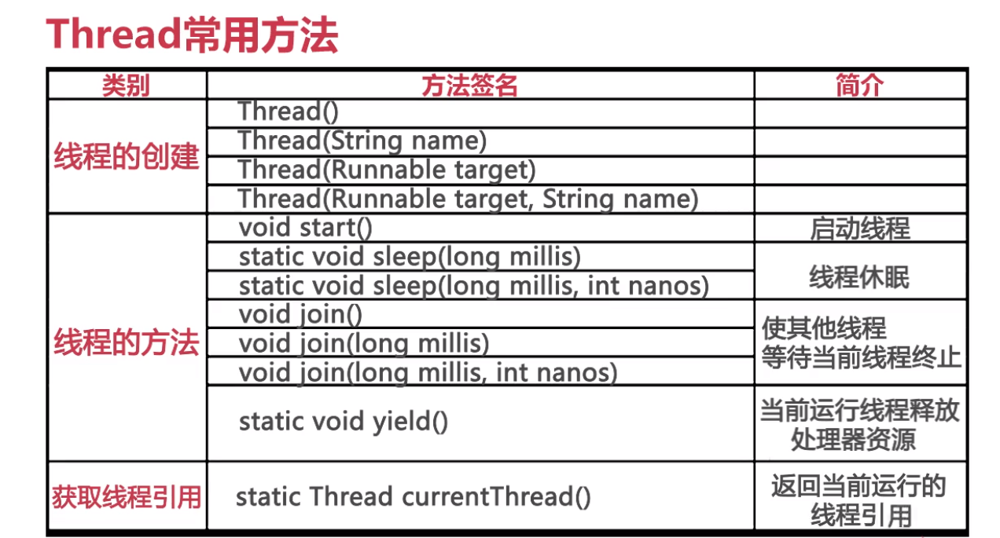 Thread常用方法
类别 方法签名 简介
线程的创建
Thread()
Thread(String name)
Thread(Runnable target)
Thread(Runnable target, String name)
线程的方法
void start()
启动线程
static void sleep(long millis)
static void sleep(long millis, int nanos)
线程休眠
void join()
void join(long millis)
void join(long millis, int nanos)
使其他线程
等待当前线程终止
static void yield()
当前运行线程释放
处理器资源
获取线程引用
static Thread currentThread()
返回当前运行的
线程引用